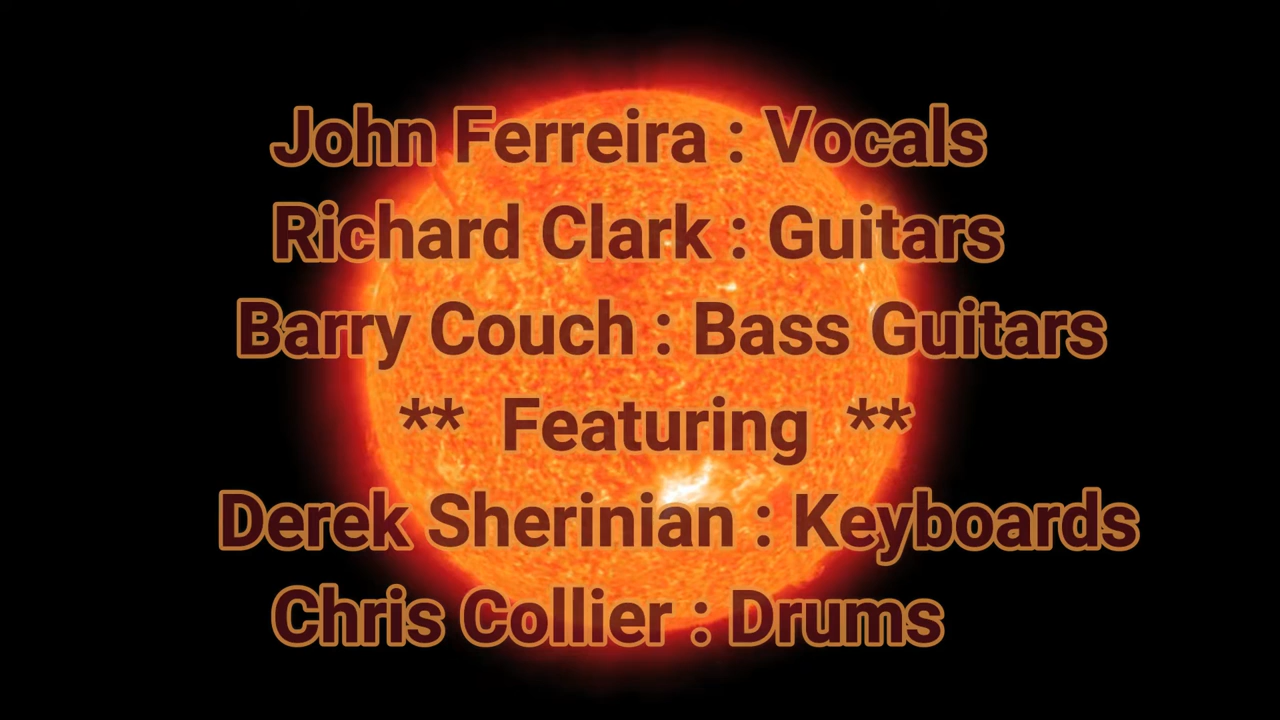 John Ferreira : Vocals
Richard Clark : Guitars
Barry Couch : Bass Guitars
** Featuring **
Derek Sherinian : Keyboards
Chris Collier : Drums